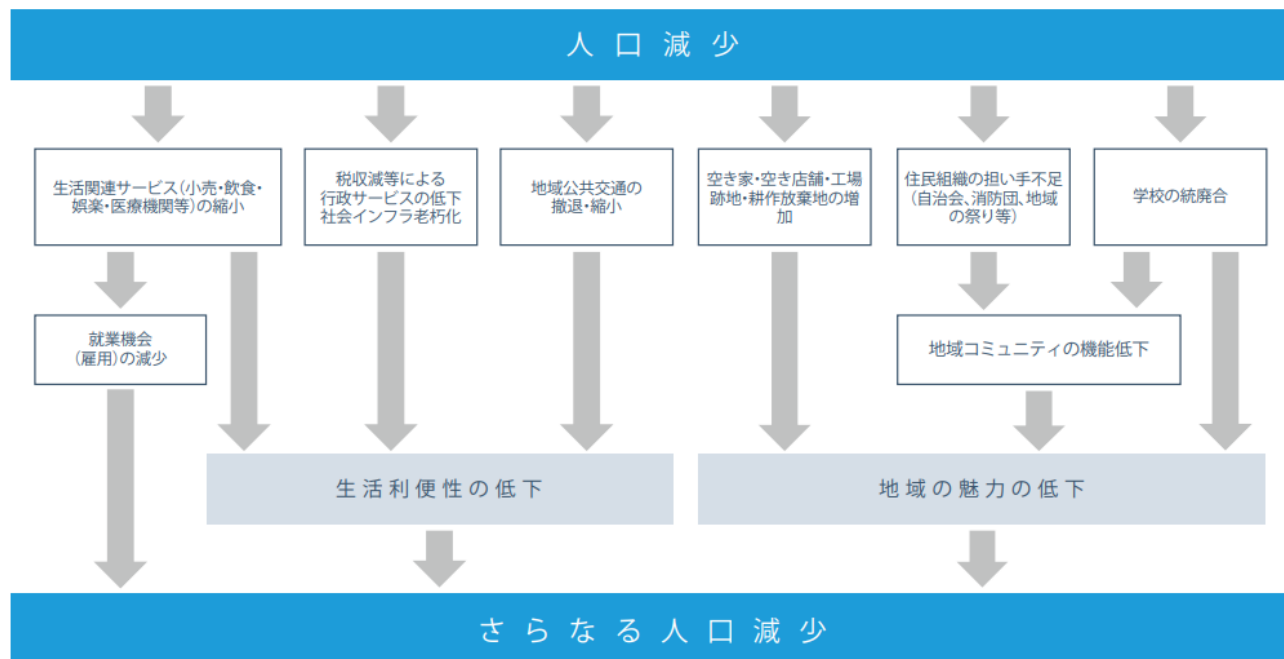 人口減少
生活関連サービス(小売・飲食・
娯楽・医療機関等)の縮小
税収減等による
行政サービスの低下
社会インフラ老朽化
地域公共交通の
撤退・縮小
空き家・空き店舗・工場
跡地・耕作放棄地の増
加
住民組織の担い手不足
(自治会、消防団、地域
の祭り等)
学校の統廃合
就業機会
(雇用)の減少
地域コミュニティの機能低下
生活利便性の低下
地域の魅力の低下
さらなる人口減少